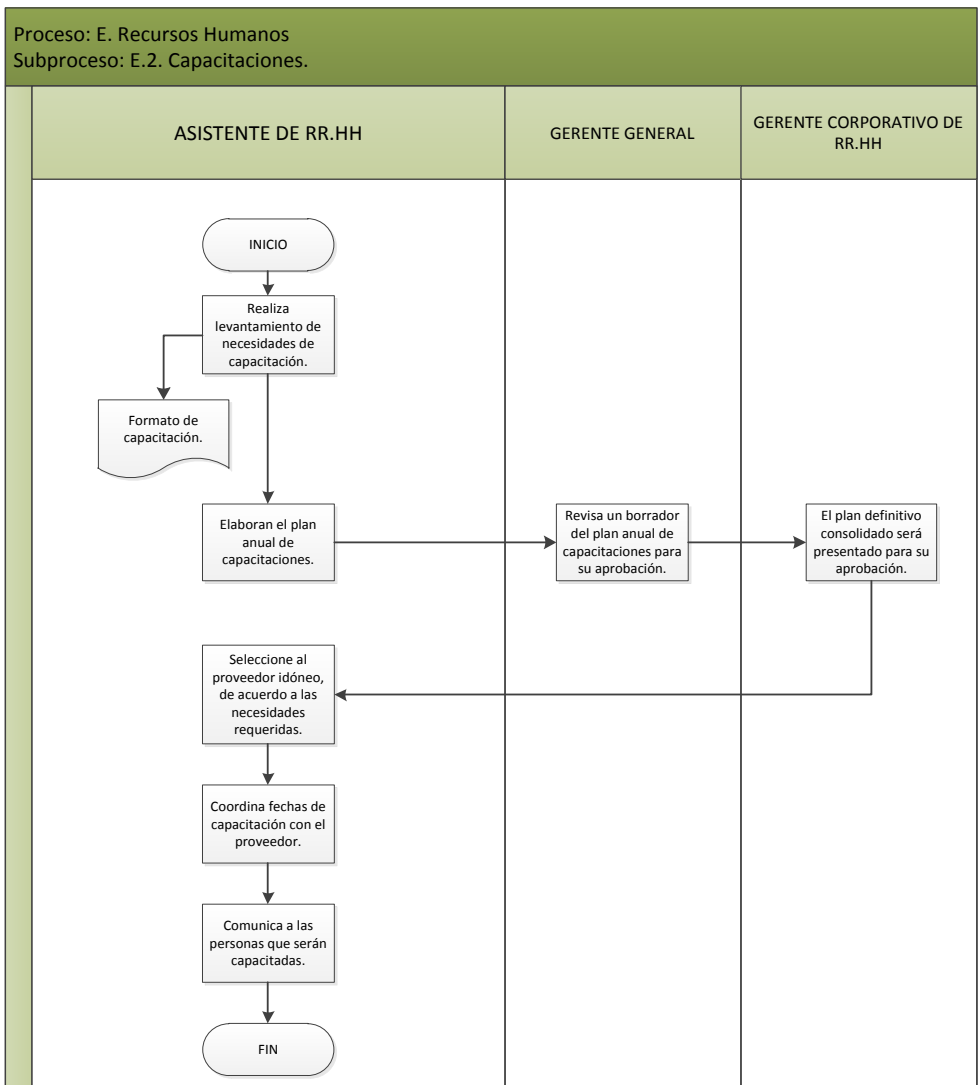 Proceso: E. Recursos Humanos
Subproceso: E.2. Capacitaciones.
ASISTENTE DE RR.HH
GERENTE GENERAL
GERENTE CORPORATIVO DE
RR.HH
INICIO
Realiza
levantamiento de
necesidades de
capacitación.
Formato de
capacitación.
Elaboran el plan
anual de
capacitaciones.
Revisa un borrador
del plan anual de
capacitaciones para
su aprobación.
El plan definitivo
consolidado será
presentado para su
aprobación.
Seleccione al
proveedor idóneo,
de acuerdo a las
necesidades
requeridas.
Coordina fechas de
capacitación con el
proveedor.
Comunica a las
personas que serán
capacitadas.
FIN